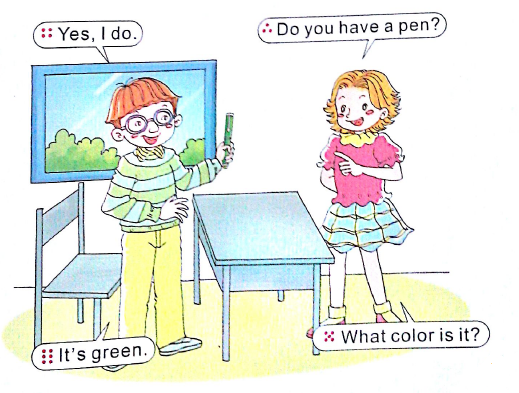 Do you have a pen?
Yes, I do.
What color is it?
It's green.